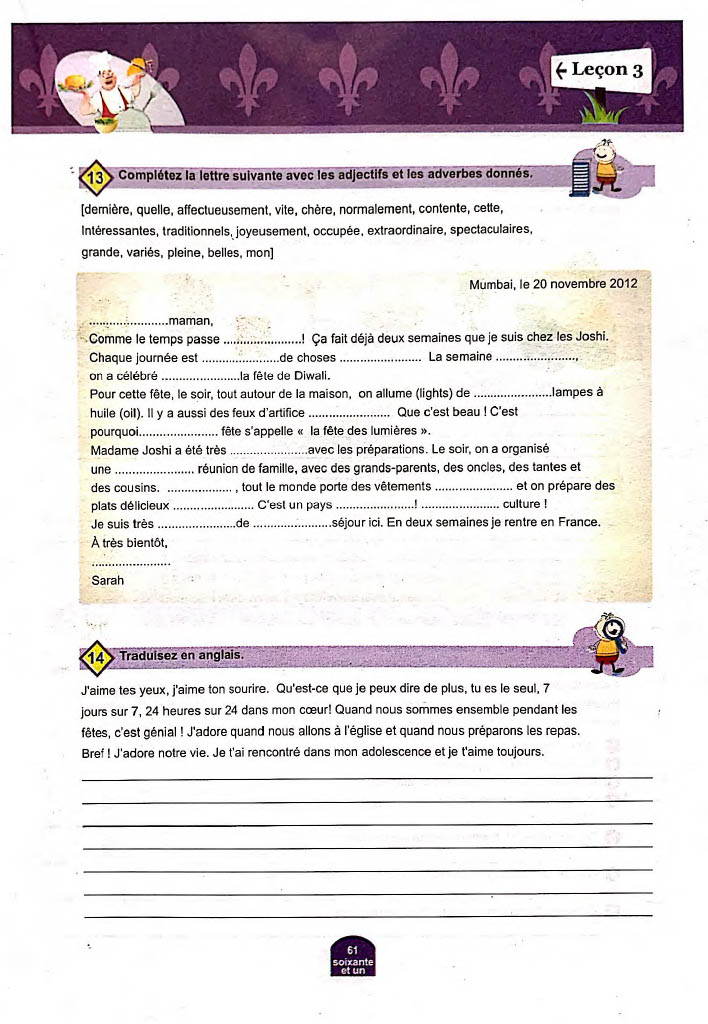 ← Leçon 3
13 Complétez la lettre suivante avec les adjectifs et les adverbes donnés.
[dernière, quelle, affectueusement, vite, chère, normalement, contente, cette,
Intéressantes, traditionnels, joyeusement, occupée, extraordinaire, spectaculaires,
grande, variés, pleine, belles, mon]
Mumbai, le 20 novembre 2012
.......................maman,
Comme le temps passe .......................! Ça fait déjà deux semaines que je suis chez les Joshi.
Chaque journée est .......................de choses ....................... La semaine .......................,
on a célébré .......................la fête de Diwali.
Pour cette fête, le soir, tout autour de la maison, on allume (lights) de .......................lampes à
huile (oil). Il y a aussi des feux d'artifice ....................... Que c'est beau ! C'est
pourquoi....................... fête s'appelle « la fête des lumières ».
Madame Joshi a été très .......................avec les préparations. Le soir, on a organisé
une ....................... réunion de famille, avec des grands-parents, des oncles, des tantes et
des cousins. ..................., tout le monde porte des vêtements ....................... et on prépare des
plats délicieux ....................... C'est un pays .......................! ....................... culture !
Je suis très .......................de .......................séjour ici. En deux semaines je rentre en France.
À très bientôt,
.......................
Sarah
14 Traduisez en anglais.
J'aime tes yeux, j'aime ton sourire. Qu'est-ce que je peux dire de plus, tu es le seul, 7
jours sur 7, 24 heures sur 24 dans mon cœur! Quand nous sommes ensemble pendant les
fêtes, c'est génial ! J'adore quand nous allons à l'église et quand nous préparons les repas.
Bref ! J'adore notre vie. Je t'ai rencontré dans mon adolescence et je t'aime toujours.
61
soixante
et un